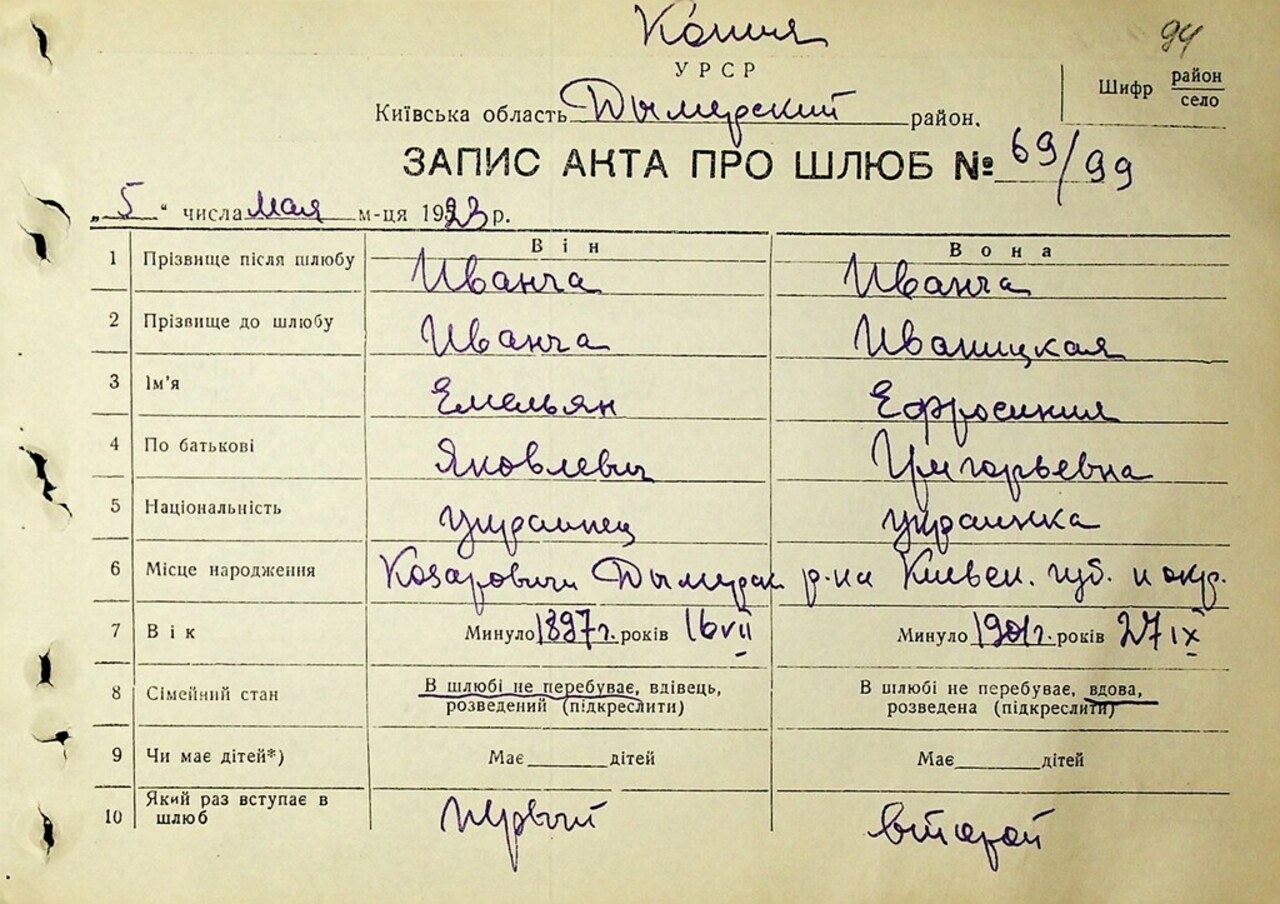 Копия
94
УРСР
Шифр район село
Київська область Дымерский район.
ЗАПИС АКТА ПРО ШЛЮБ № 69/99
„5“ числа мая м-ця 1923 р.
Він Вона
1 Прізвище після шлюбу Иванча Иванча
2 Прізвище до шлюбу Иванча Иваницкая
3 Ім'я Емельян Ефросиния
4 По батькові Яковлевич Григорьевна
5 Національність украинец украинка
6 Місце народження Козаровичи Дымерск р-на Киевск. губ. и окр.
7 Вік Минуло 1897 г. років 16 VII Минуло 1901 г. років 27 IX
8 Сімейний стан В шлюбі не перебуває, вдівець, В шлюбі не перебуває, вдова,
розведений (підкреслити) розведена (підкреслити)
9 Чи має дітей*) Має дітей Має дітей
10 Який раз вступає в шлюб первый второй